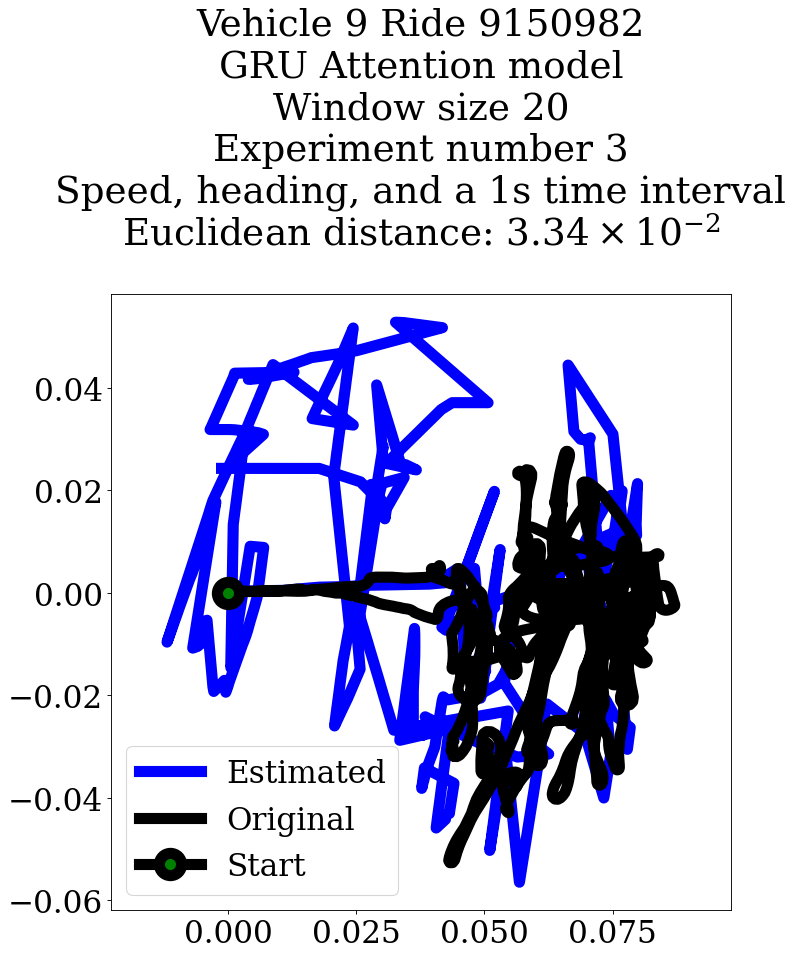 Vehicle 9 Ride 9150982
GRU Attention model
Window size 20
Experiment number 3
Speed, heading, and a 1s time interval
Euclidean distance: 3.34 × 10⁻²
0.04
0.02
0.00
−0.02
−0.04
−0.06
Estimated
Original
Start
0.000 0.025 0.050 0.075